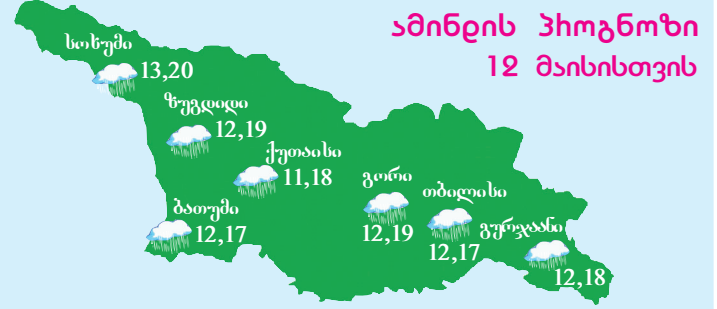 ამინდის პროგნოზი
12 მაისისთვის
სოხუმი
13,20
ზუგდიდი
12,19
ქუთაისი
11,18
გორი
12,19
თბილისი
12,17
გურჯაანი
12,18
ბათუმი
12,17